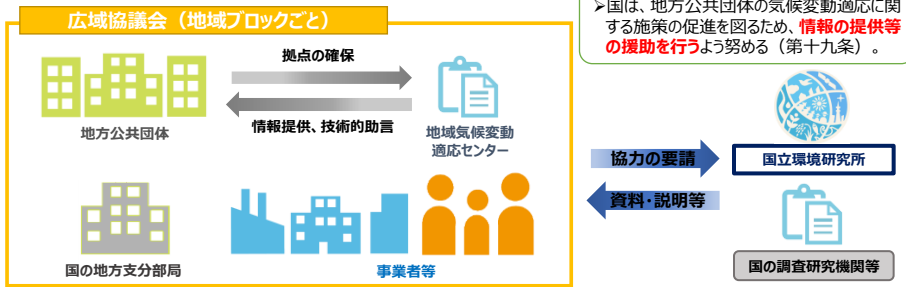 広域協議会（地域ブロックごと）
➢国は、地方公共団体の気候変動適応に関
する施策の促進を図るため、情報の提供等
の援助を行うよう努める（第十九条）。
拠点の確保
情報提供、技術的助言
地方公共団体
地域気候変動
適応センター
協力の要請
国立環境研究所
資料・説明等
国の地方支分部局
事業者等
国の調査研究機関等